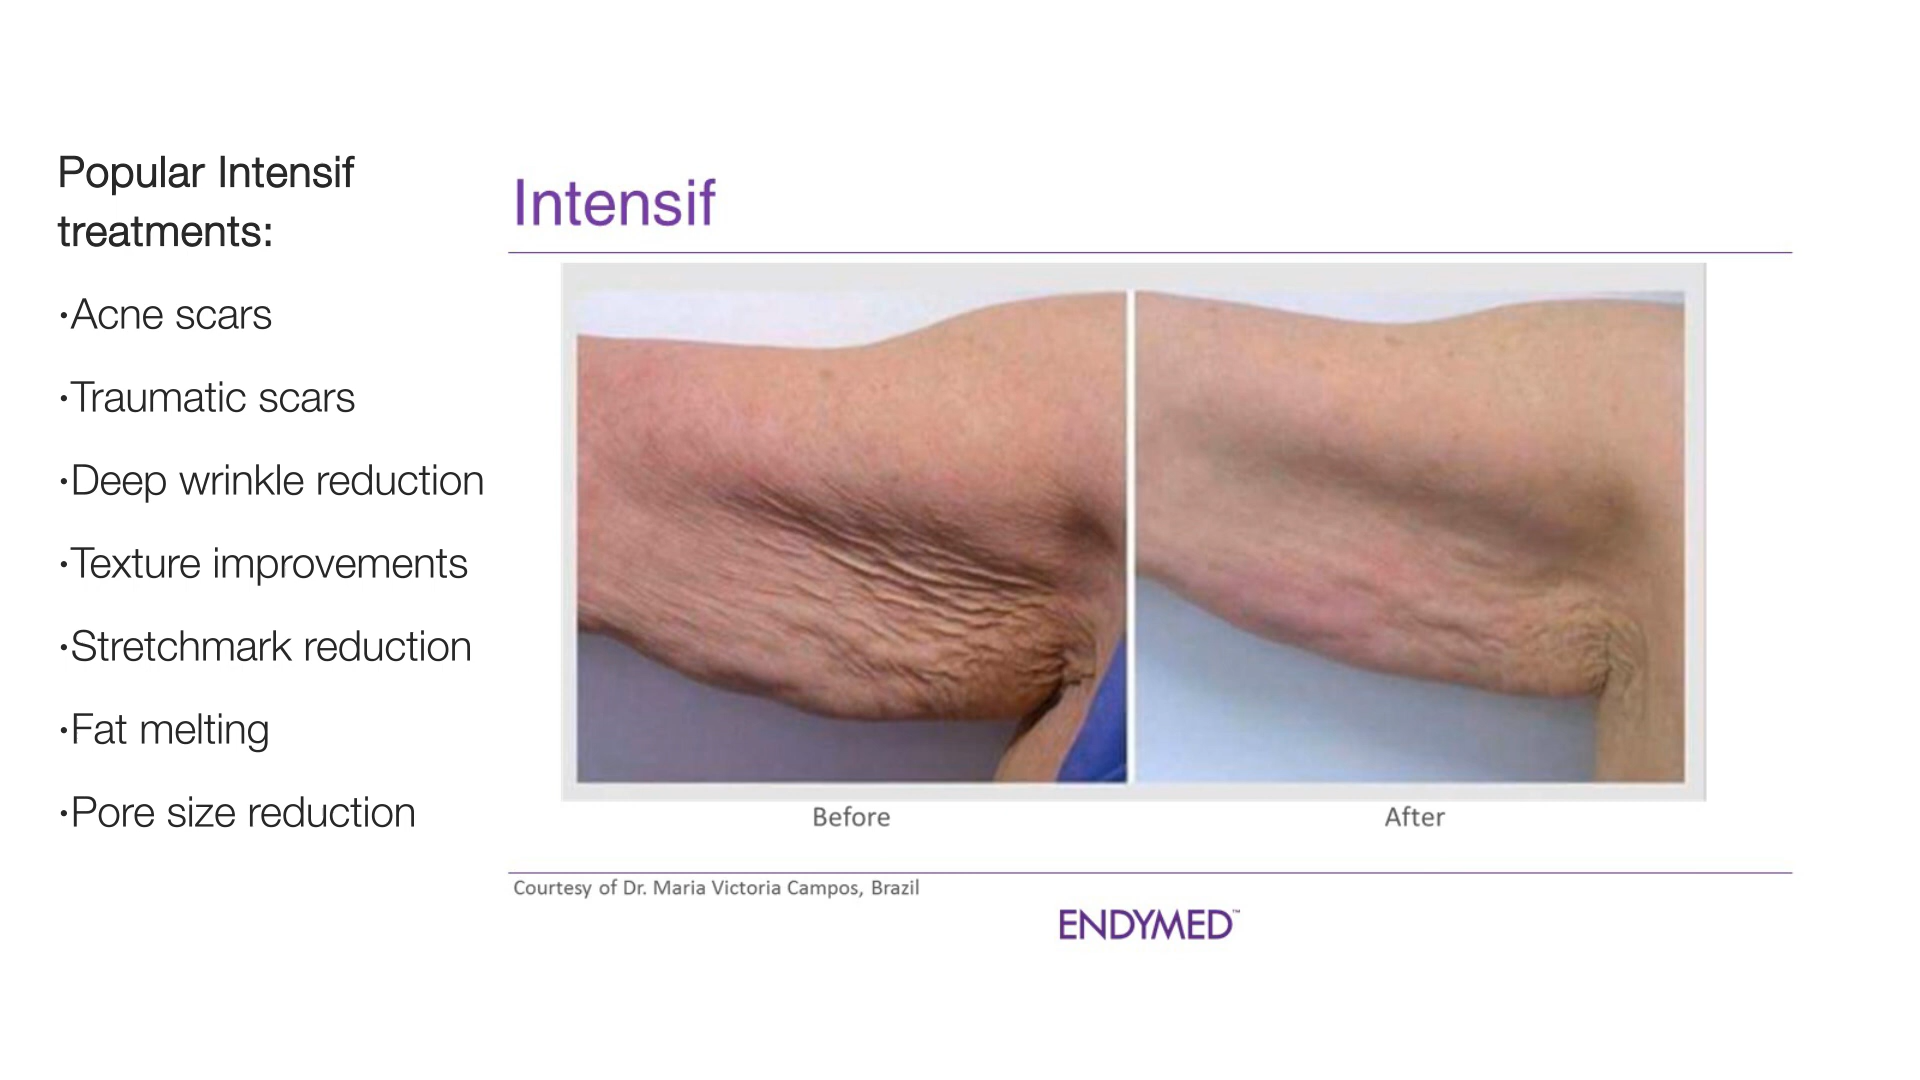 Popular Intensif
treatments:
·Acne scars
·Traumatic scars
·Deep wrinkle reduction
·Texture improvements
·Stretchmark reduction
·Fat melting
·Pore size reduction
Intensif
Before
After
Courtesy of Dr. Maria Victoria Campos, Brazil
ENDYMED™